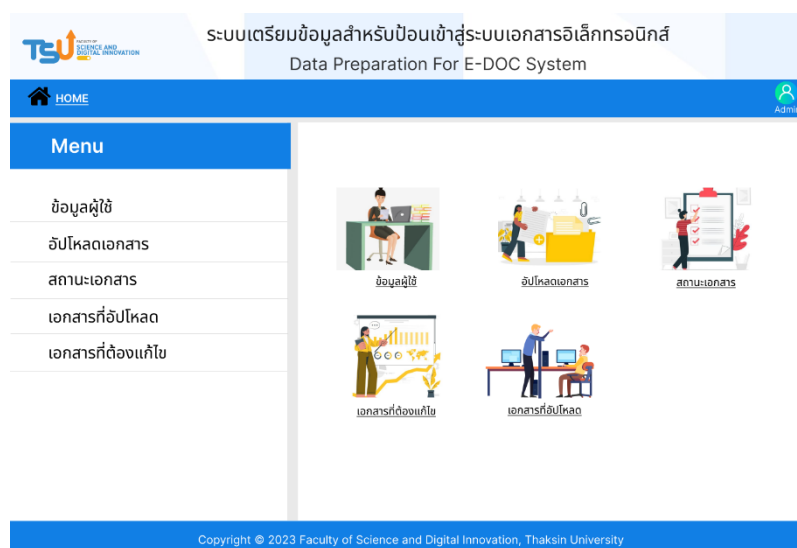 ระบบเตรียมข้อมูลสำหรับป้อนเข้าสู่ระบบเอกสารอิเล็กทรอนิกส์
Data Preparation For E-DOC System
TSU
FACULTY OF
SCIENCE AND
DIGITAL INNOVATION
HOME
Admin
Menu
ข้อมูลผู้ใช้
อัปโหลดเอกสาร
สถานะเอกสาร
เอกสารที่อัปโหลด
เอกสารที่ต้องแก้ไข
ข้อมูลผู้ใช้
อัปโหลดเอกสาร
สถานะเอกสาร
เอกสารที่ต้องแก้ไข
เอกสารที่อัปโหลด
Copyright © 2023 Faculty of Science and Digital Innovation, Thaksin University